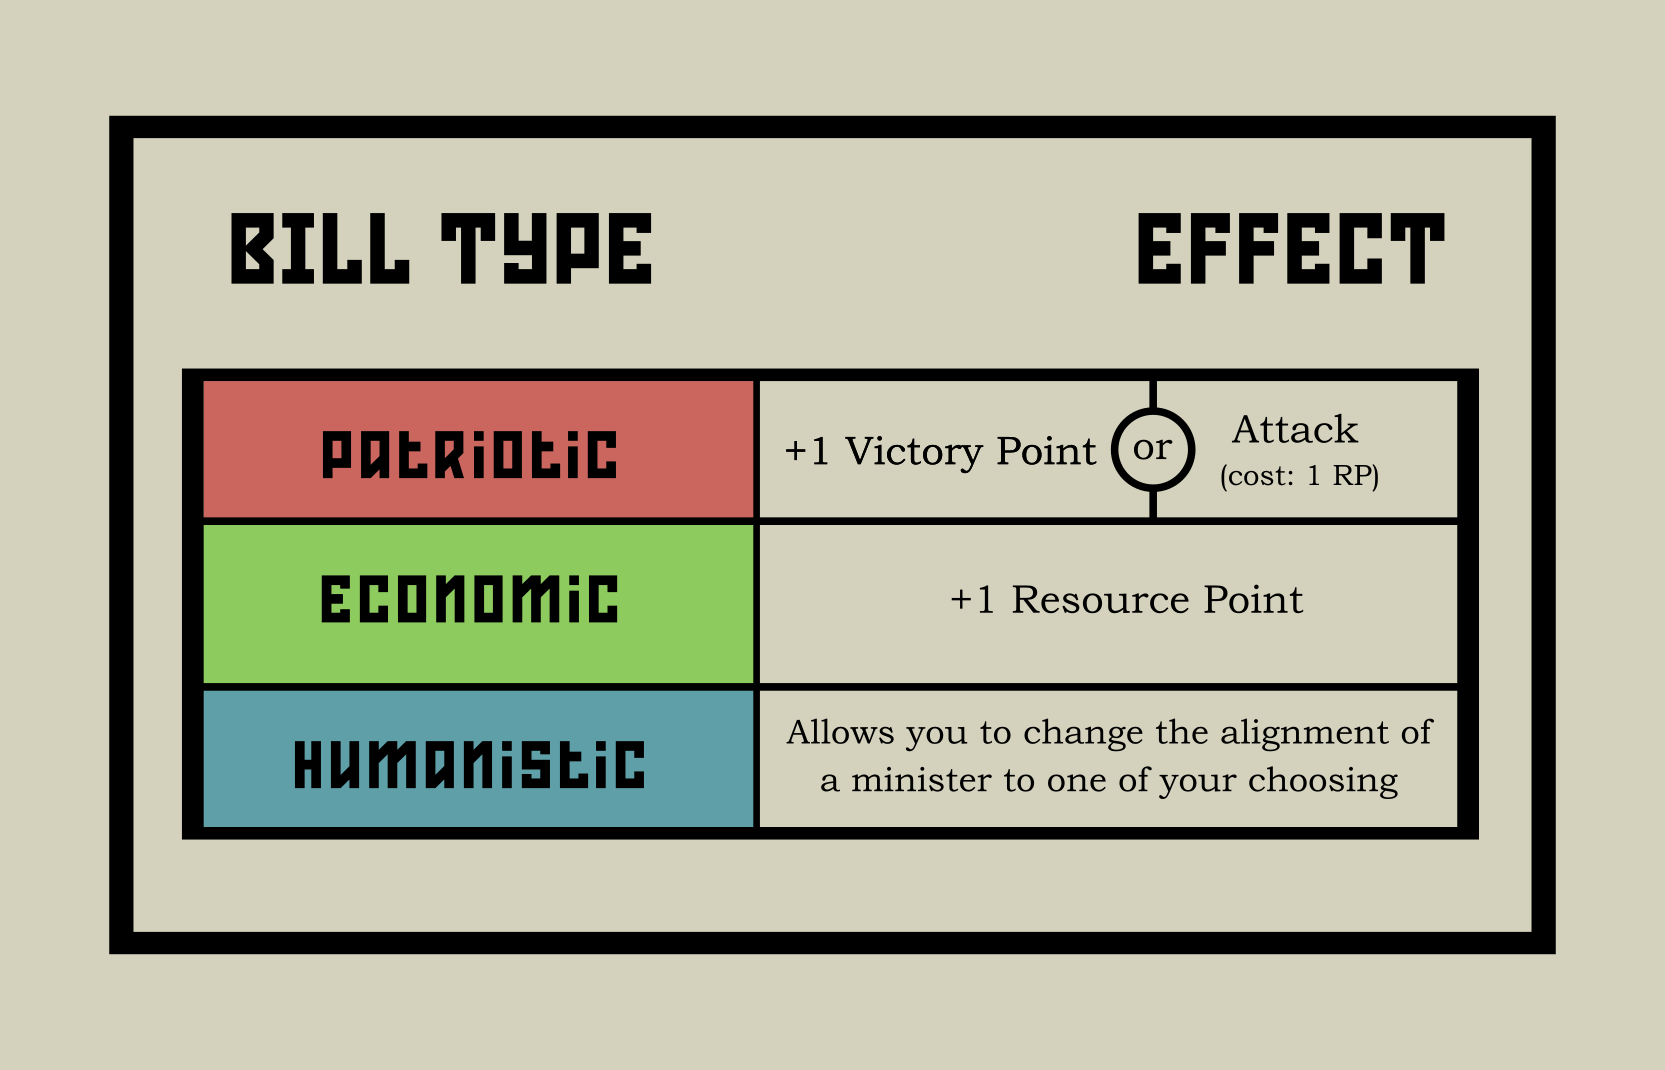 BILL TYPE
EFFECT
Patriotic
+1 Victory Point
or
Attack
(cost: 1 RP)
Economic
+1 Resource Point
Humanistic
Allows you to change the alignment of
a minister to one of your choosing